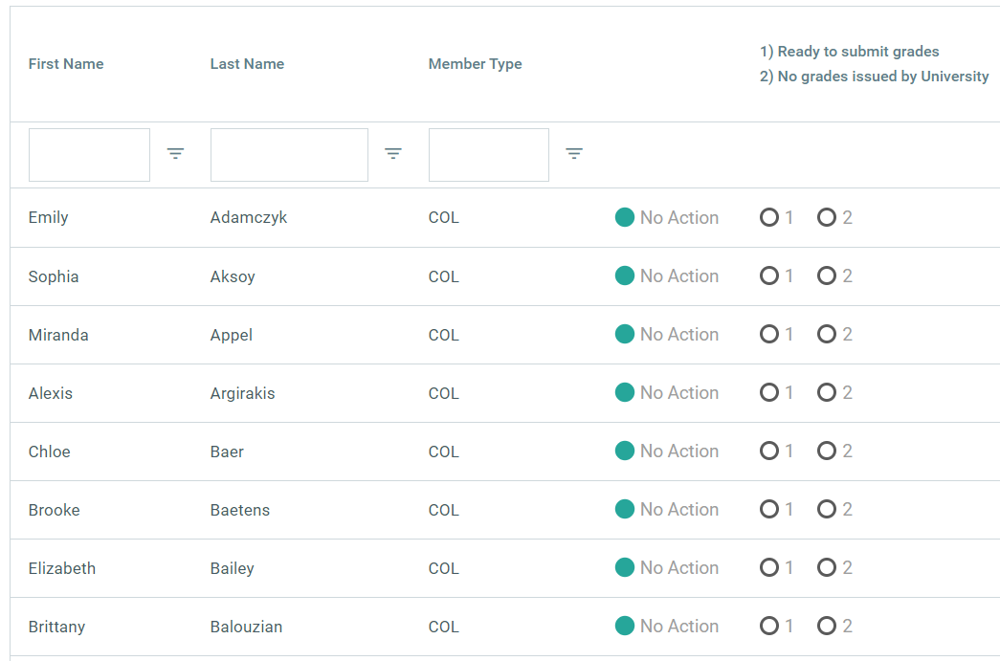 First Name Last Name Member Type 1) Ready to submit grades
2) No grades issued by University
Emily Adamczyk COL No Action 1 2
Sophia Aksoy COL No Action 1 2
Miranda Appel COL No Action 1 2
Alexis Argirakis COL No Action 1 2
Chloe Baer COL No Action 1 2
Brooke Baetens COL No Action 1 2
Elizabeth Bailey COL No Action 1 2
Brittany Balouzian COL No Action 1 2